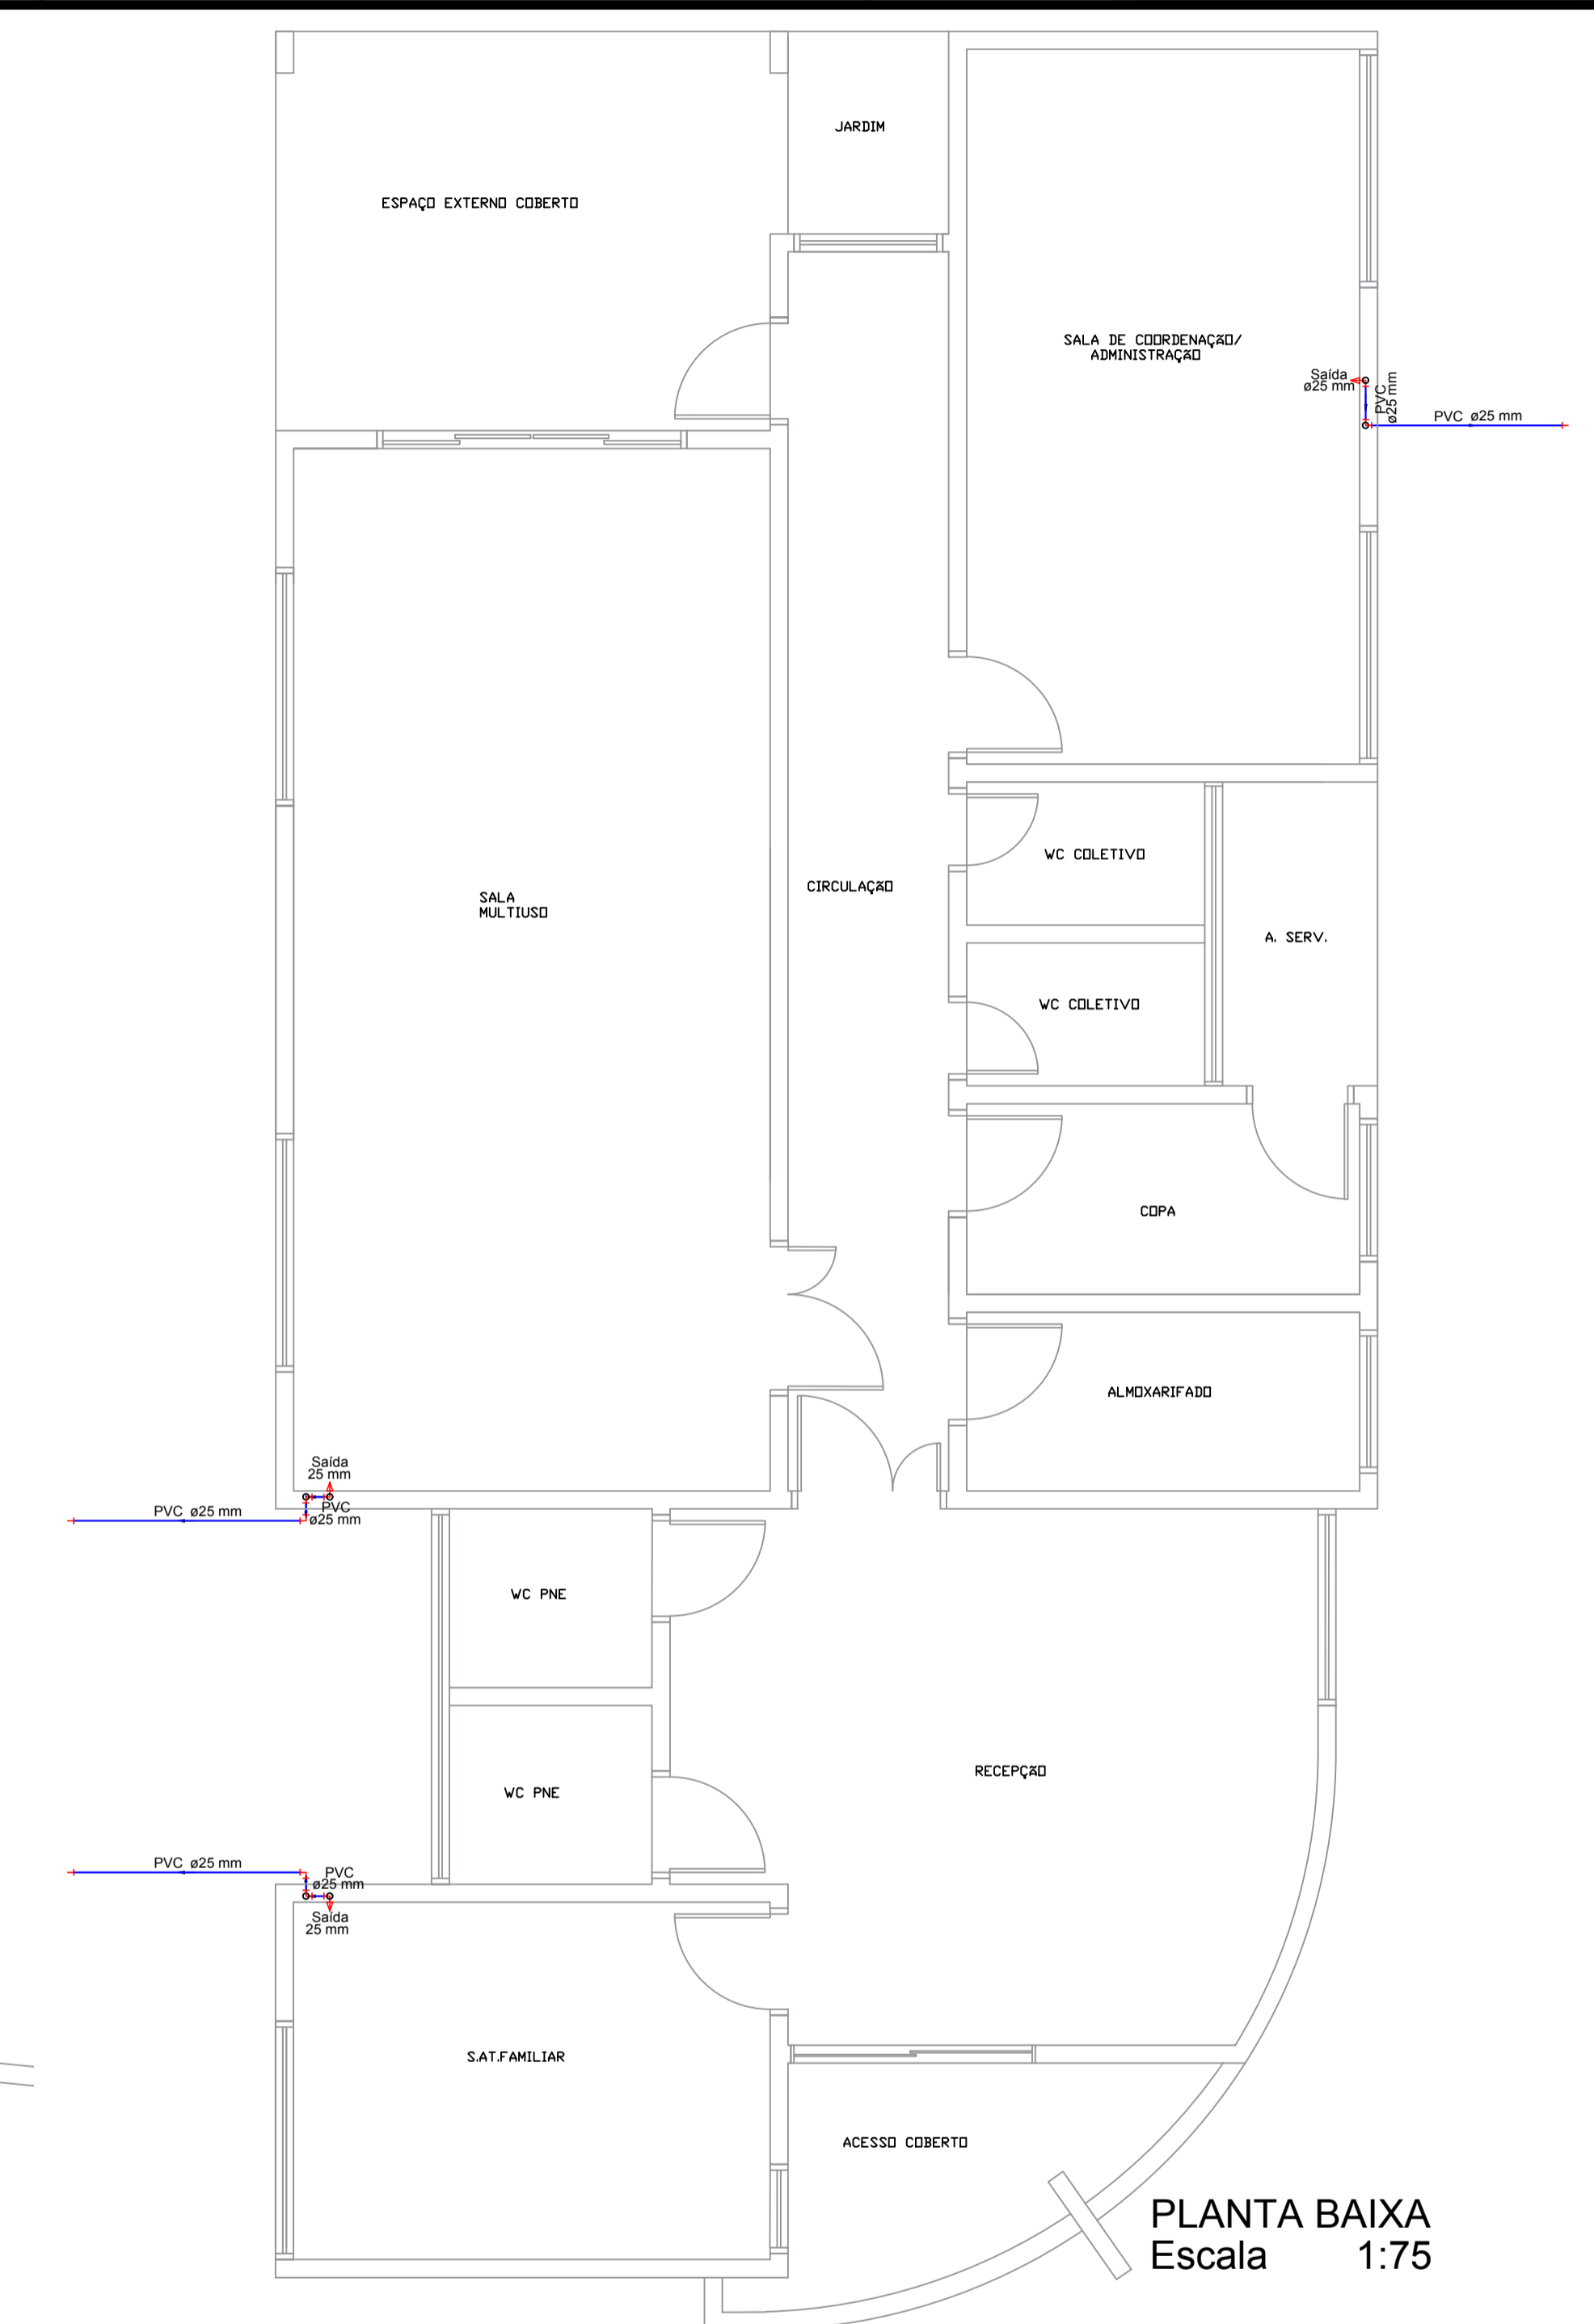 JARDIM
ESPAÇO EXTERNO COBERTO
SALA DE COORDENAÇÃO/
ADMINISTRAÇÃO
Saída
ø25 mm
PVC
ø25 mm
PVC ø25 mm
WC COLETIVO
CIRCULAÇÃO
SALA
MULTIUSO
A. SERV.
WC COLETIVO
COPA
ALMOXARIFADO
Saída
25 mm
PVC
ø25 mm
PVC ø25 mm
WC PNE
RECEPÇÃO
WC PNE
PVC ø25 mm
PVC
ø25 mm
Saída
25 mm
S.AT.FAMILIAR
ACESSO COBERTO
PLANTA BAIXA
Escala 1:75